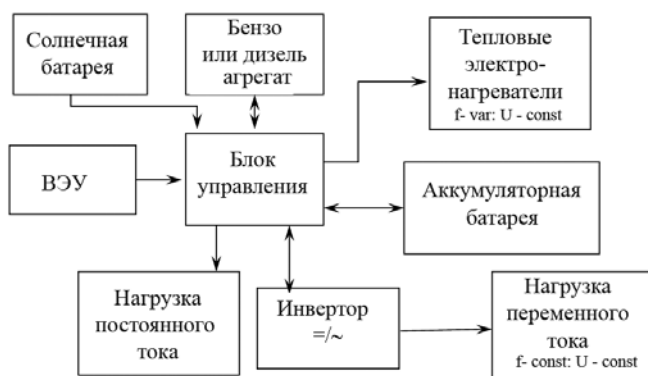 Солнечная
батарея
Бензо
или дизель
агрегат
Тепловые
электро-
нагреватели
f- var: U - const
ВЭУ
Блок
управления
Аккумуляторная
батарея
Нагрузка
постоянного
тока
Инвертор
=/~
Нагрузка
переменного
тока
f- const: U - const